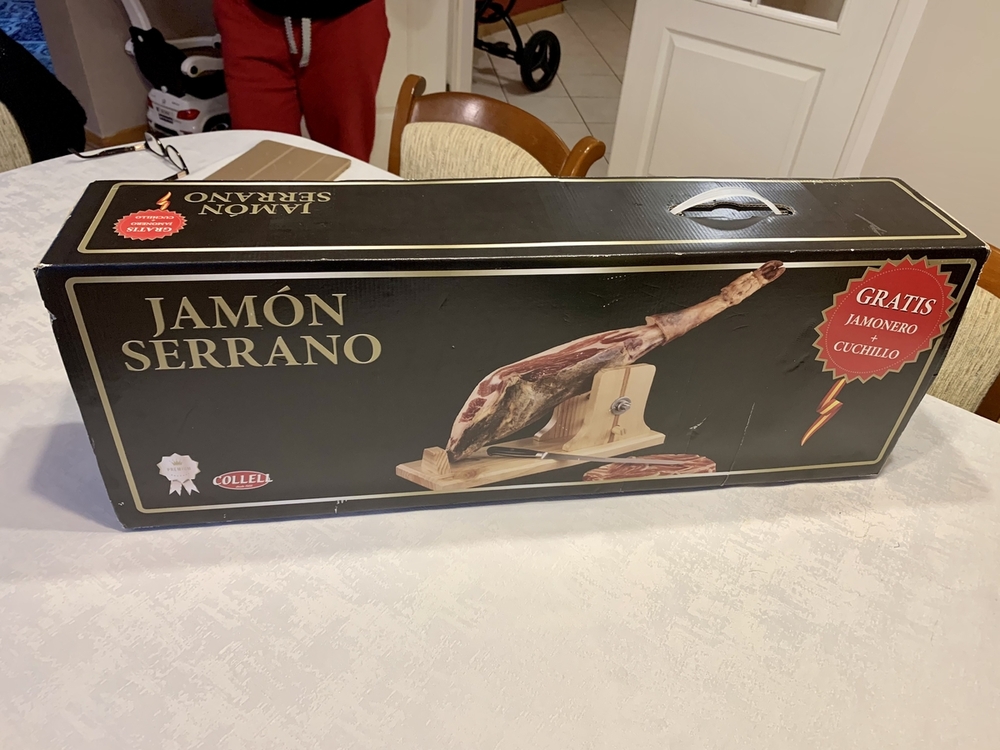 JAMÓN
SERRANO
GRATIS
JAMONERO
+
CUCHILLO
JAMÓN
SERRANO
GRATIS
JAMONERO
+
CUCHILLO
COLLELL